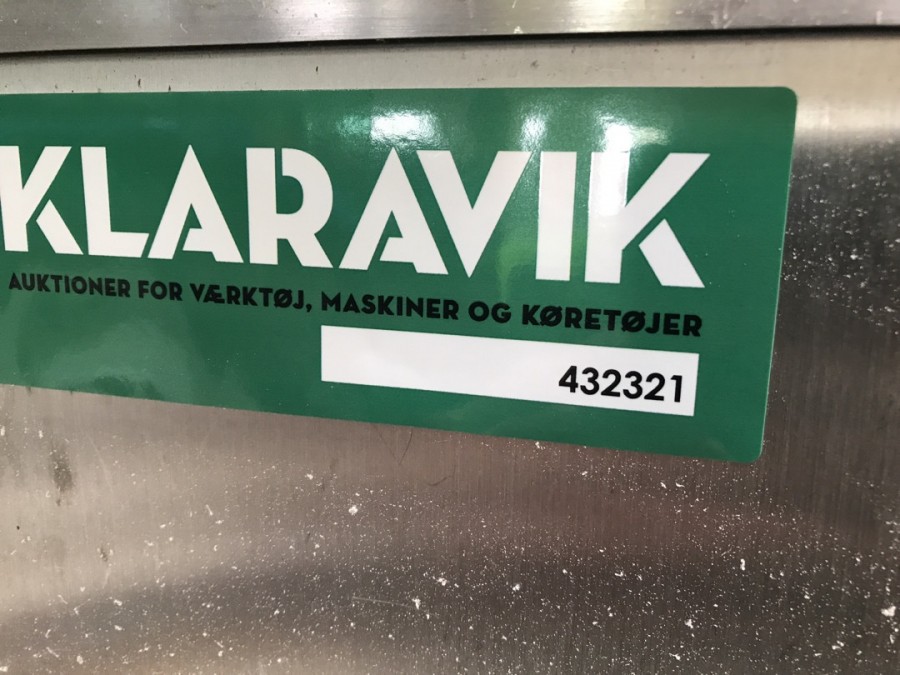 KLARAVIK
AUKTIONER FOR VÆRKTØJ, MASKINER OG KØRETØJER
432321